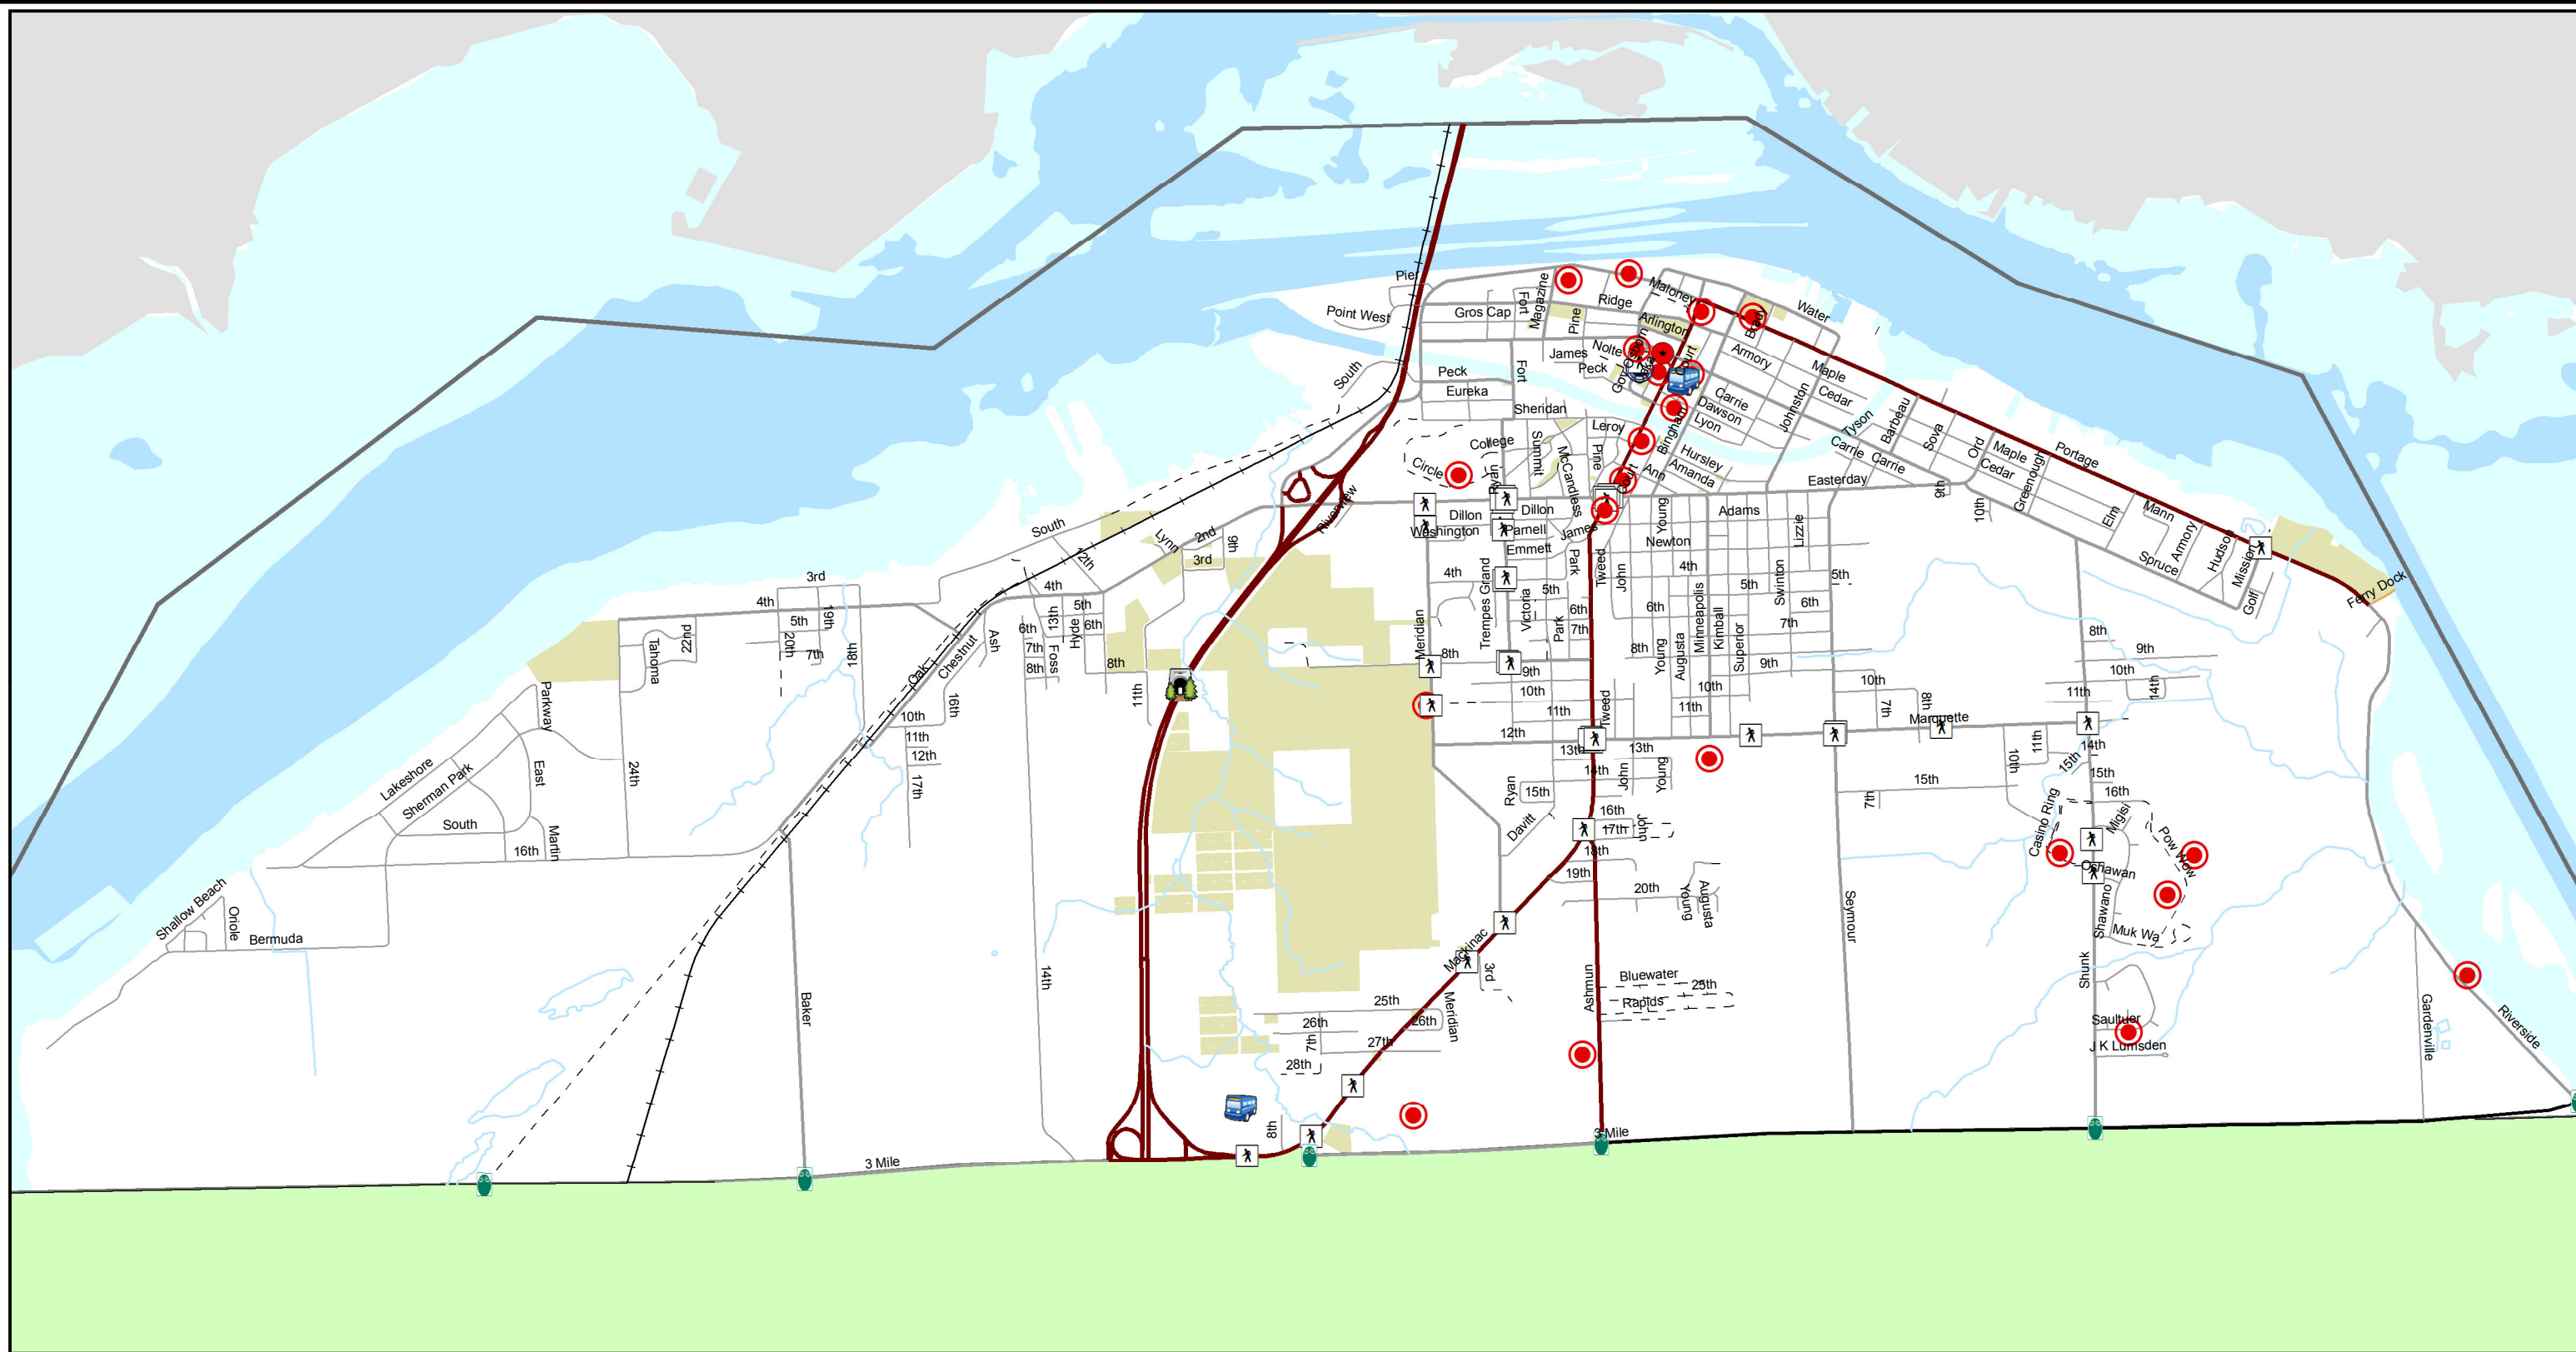 Pier
Point West
Gros Cap
Fort
Magazine
Pine
Ridge
Maloney
Arlington
Water
Brady
Osborn
Nolte
James
Peck
Court
Armory
Maple
Cedar
Carrie
Dawson
Lyon
Johnston
Bingham
South
Peck
Eureka
Fort
Sheridan
College
Circle
Ryan
Summit
McCandless
Leroy
Pine
Court
Ann
Hursley
Amanda
Tyson
Carrie
Carrie
Barbeau
Sova
Ord
Maple
Cedar
Greenough
Portage
Easterday
9th
10th
Elm
Mann
Spruce
Armory
Hudson
Mission
Golf
Ferry Dock
Riverview
South
12th
Lynn
2nd
3rd
9th
Dillon
Washington
Dillon
Parnell
Emmett
James
Park
Tweed
Young
Newton
Adams
Lizzie
4th
Trempes Grand
Victoria
5th
6th
7th
Park
John
4th
6th
5th
5th
6th
7th
Swinton
Meridian
8th
9th
10th
11th
12th
8th
Young
Augusta
Minneapolis
Kimball
Superior
9th
10th
11th
Tweed
3rd
4th
5th
7th
20th
19th
18th
22nd
Tahoma
4th
5th
6th
13th
Hyde
6th
7th
8th
Foss
8th
11th
Ash
Chestnut
Oak
16th
10th
11th
12th
17th
Parkway
East
Lakeshore
Sherman Park
South
16th
Martin
24th
Shallow Beach
Oriole
Bermuda
Baker
14th
3 Mile
13th
13th
14th
John
Young
15th
Ryan
Davitt
16th
17th
John
18th
19th
20th
Young
Augusta
Mackinac
3rd
Meridian
25th
26th
26th
27th
7th
28th
8th
Ashmun
Bluewater
25th
Rapids
3 Mile
Seymour
10th
7th
8th
Marquette
15th
7th
8th
9th
10th
11th
14th
14th
15th
15th
16th
10th
11th
Casino Ring
Migisi
Pow Wow
Oshawan
Shawano
Muk Wa
Shunk
Saultuer
J K Lumsden
Gardenville
Riverside